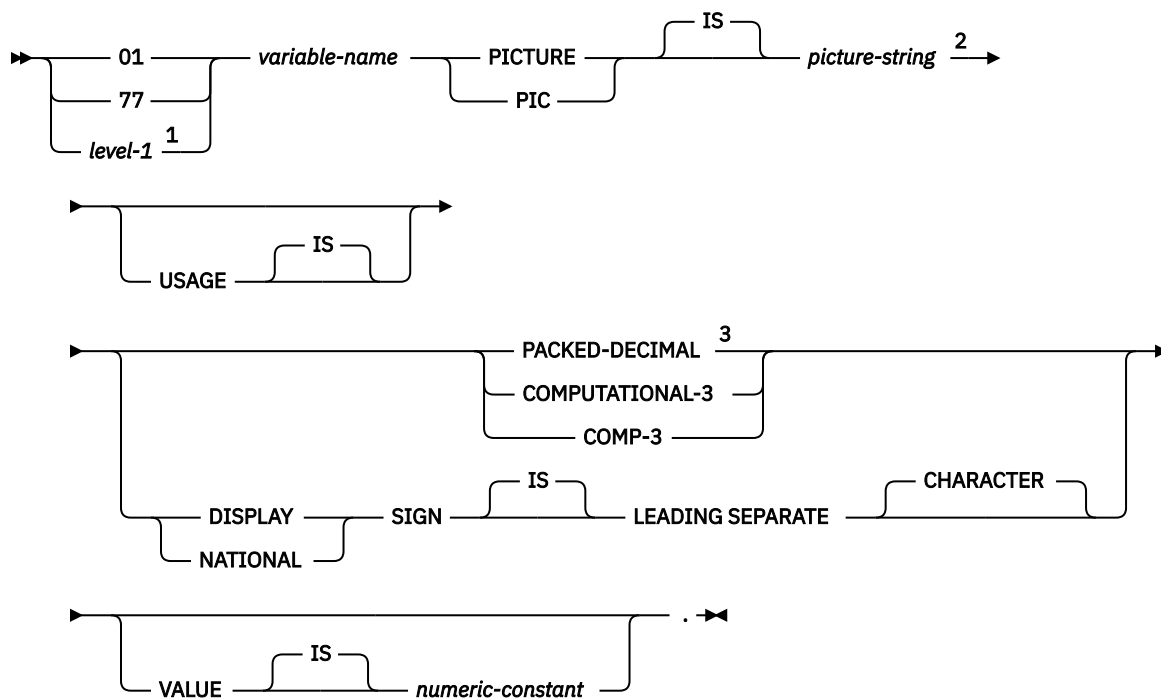 IS
01 variable-name PICTURE picture-string 2
77 PIC
level-1 1
IS
USAGE
PACKED-DECIMAL 3
COMPUTATIONAL-3
COMP-3
IS CHARACTER
DISPLAY SIGN LEADING SEPARATE
NATIONAL
.
IS
VALUE numeric-constant